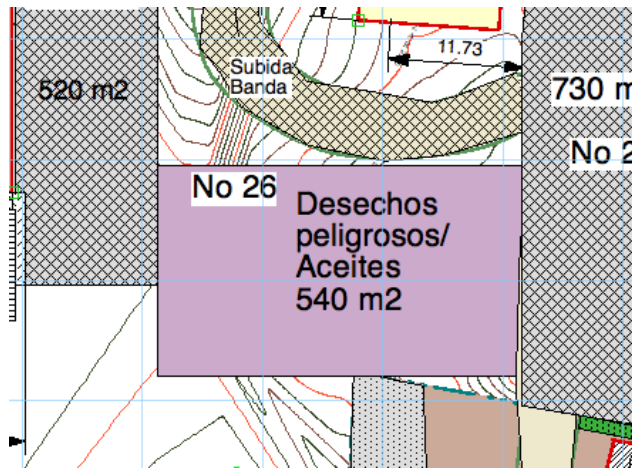 11.73
Subida
Banda
520 m2
730 m
No 2
No 26
Desechos
peligrosos/
Aceites
540 m2